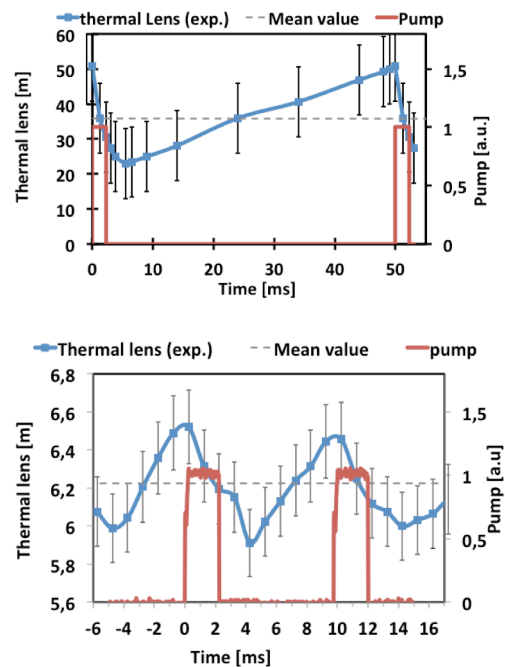 thermal Lens (exp.) Mean value Pump
Thermal lens [m]
60
50
40
30
20
10
0
1,5
1
0,5
0
Pump [a.u.]
0 10 20 30 40 50
Time [ms]
Thermal lens (exp.) Mean value pump
Thermal lens [m]
6,8
6,6
6,4
6,2
6
5,8
5,6
1,5
1
0,5
0
Pump [a.u]
-6 -4 -2 0 2 4 6 8 10 12 14 16
Time [ms]